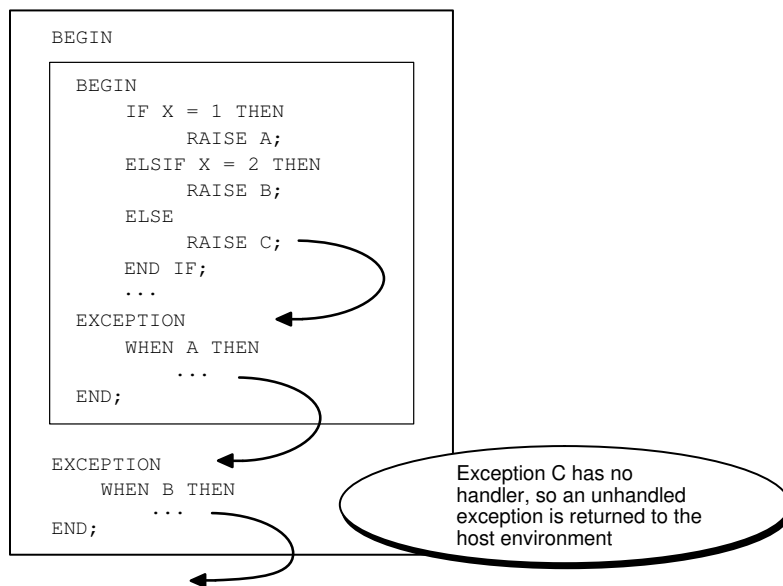 BEGIN
BEGIN
IF X = 1 THEN
RAISE A;
ELSIF X = 2 THEN
RAISE B;
ELSE
RAISE C;
END IF;
...
EXCEPTION
WHEN A THEN
...
END;
EXCEPTION
WHEN B THEN
...
END;
Exception C has no
handler, so an unhandled
exception is returned to the
host environment